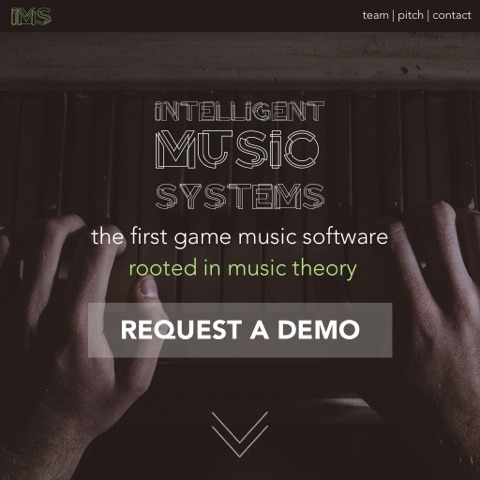 iMS
team | pitch | contact
iNTELLiGENT
MUSiC
SYSTEMS
the first game music software
rooted in music theory
REQUEST A DEMO